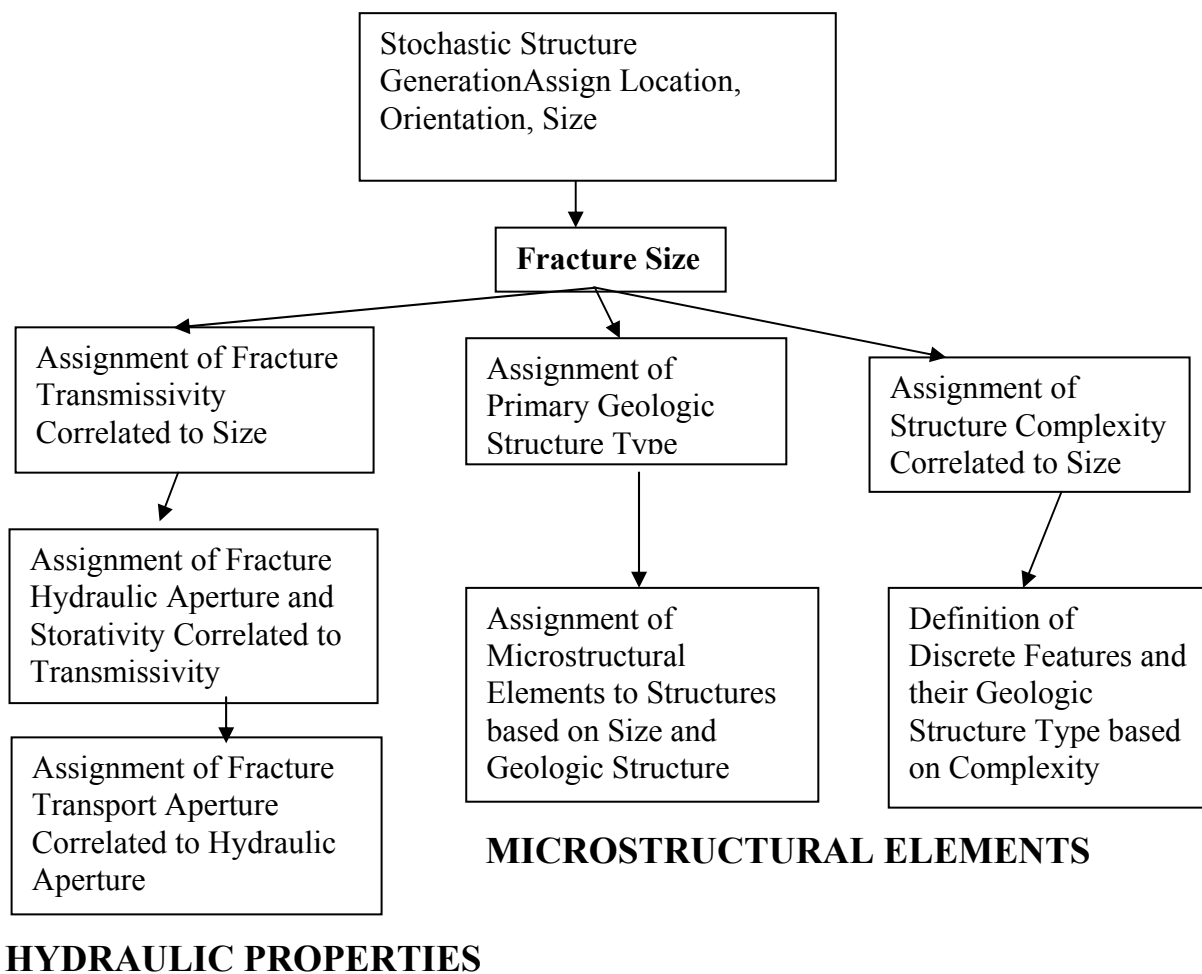 Stochastic Structure
GenerationAssign Location,
Orientation, Size
Fracture Size
Assignment of Fracture
Transmissivity
Correlated to Size
Assignment of
Primary Geologic
Structure Type
Assignment of
Structure Complexity
Correlated to Size
Assignment of Fracture
Hydraulic Aperture and
Storativity Correlated to
Transmissivity
Assignment of
Microstructural
Elements to Structures
based on Size and
Geologic Structure
Definition of
Discrete Features and
their Geologic
Structure Type based
on Complexity
Assignment of Fracture
Transport Aperture
Correlated to Hydraulic
Aperture
MICROSTRUCTURAL ELEMENTS
HYDRAULIC PROPERTIES